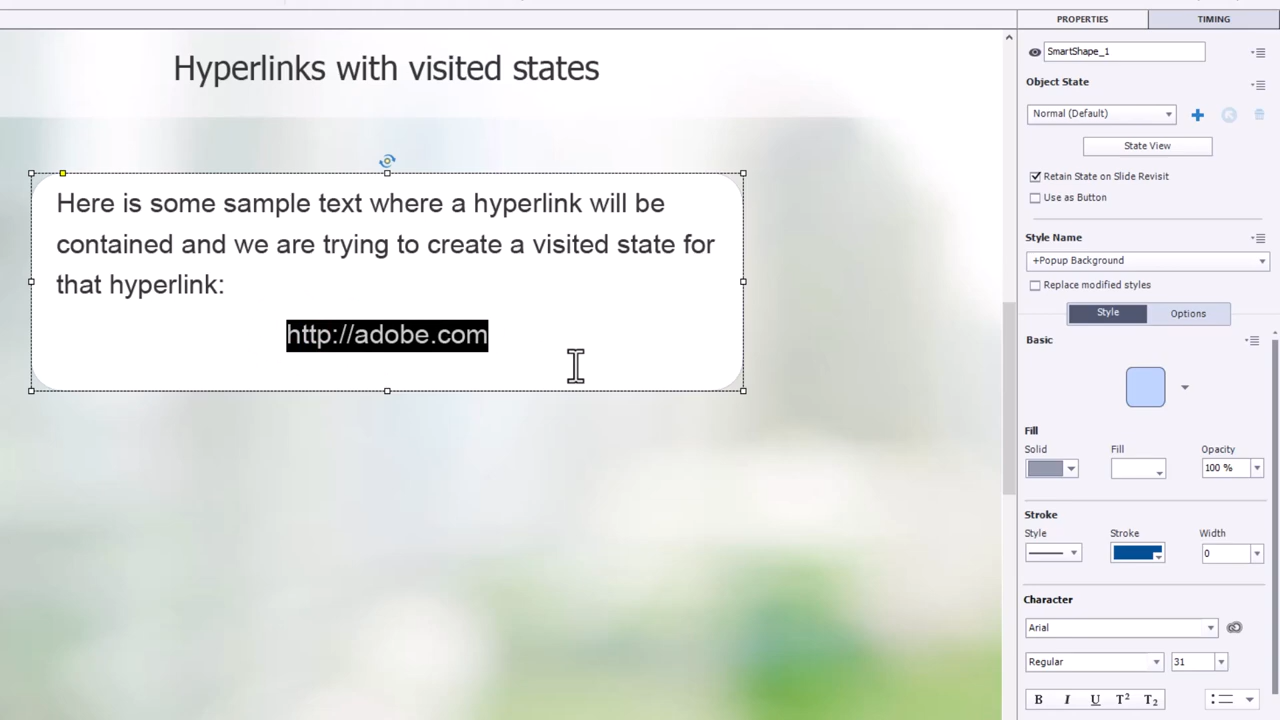 PROPERTIES
TIMING
Hyperlinks with visited states
SmartShape_1
Object State
Normal (Default)
State View
Here is some sample text where a hyperlink will be
contained and we are trying to create a visited state for
that hyperlink:
http://adobe.com
Retain State on Slide Revisit
Use as Button
Style Name
+Popup Background
Replace modified styles
Style
Options
Basic
Fill
Solid
Fill
Opacity
100 %
Stroke
Style
Stroke
Width
0
Character
Arial
Regular
31
B I U T2 T2